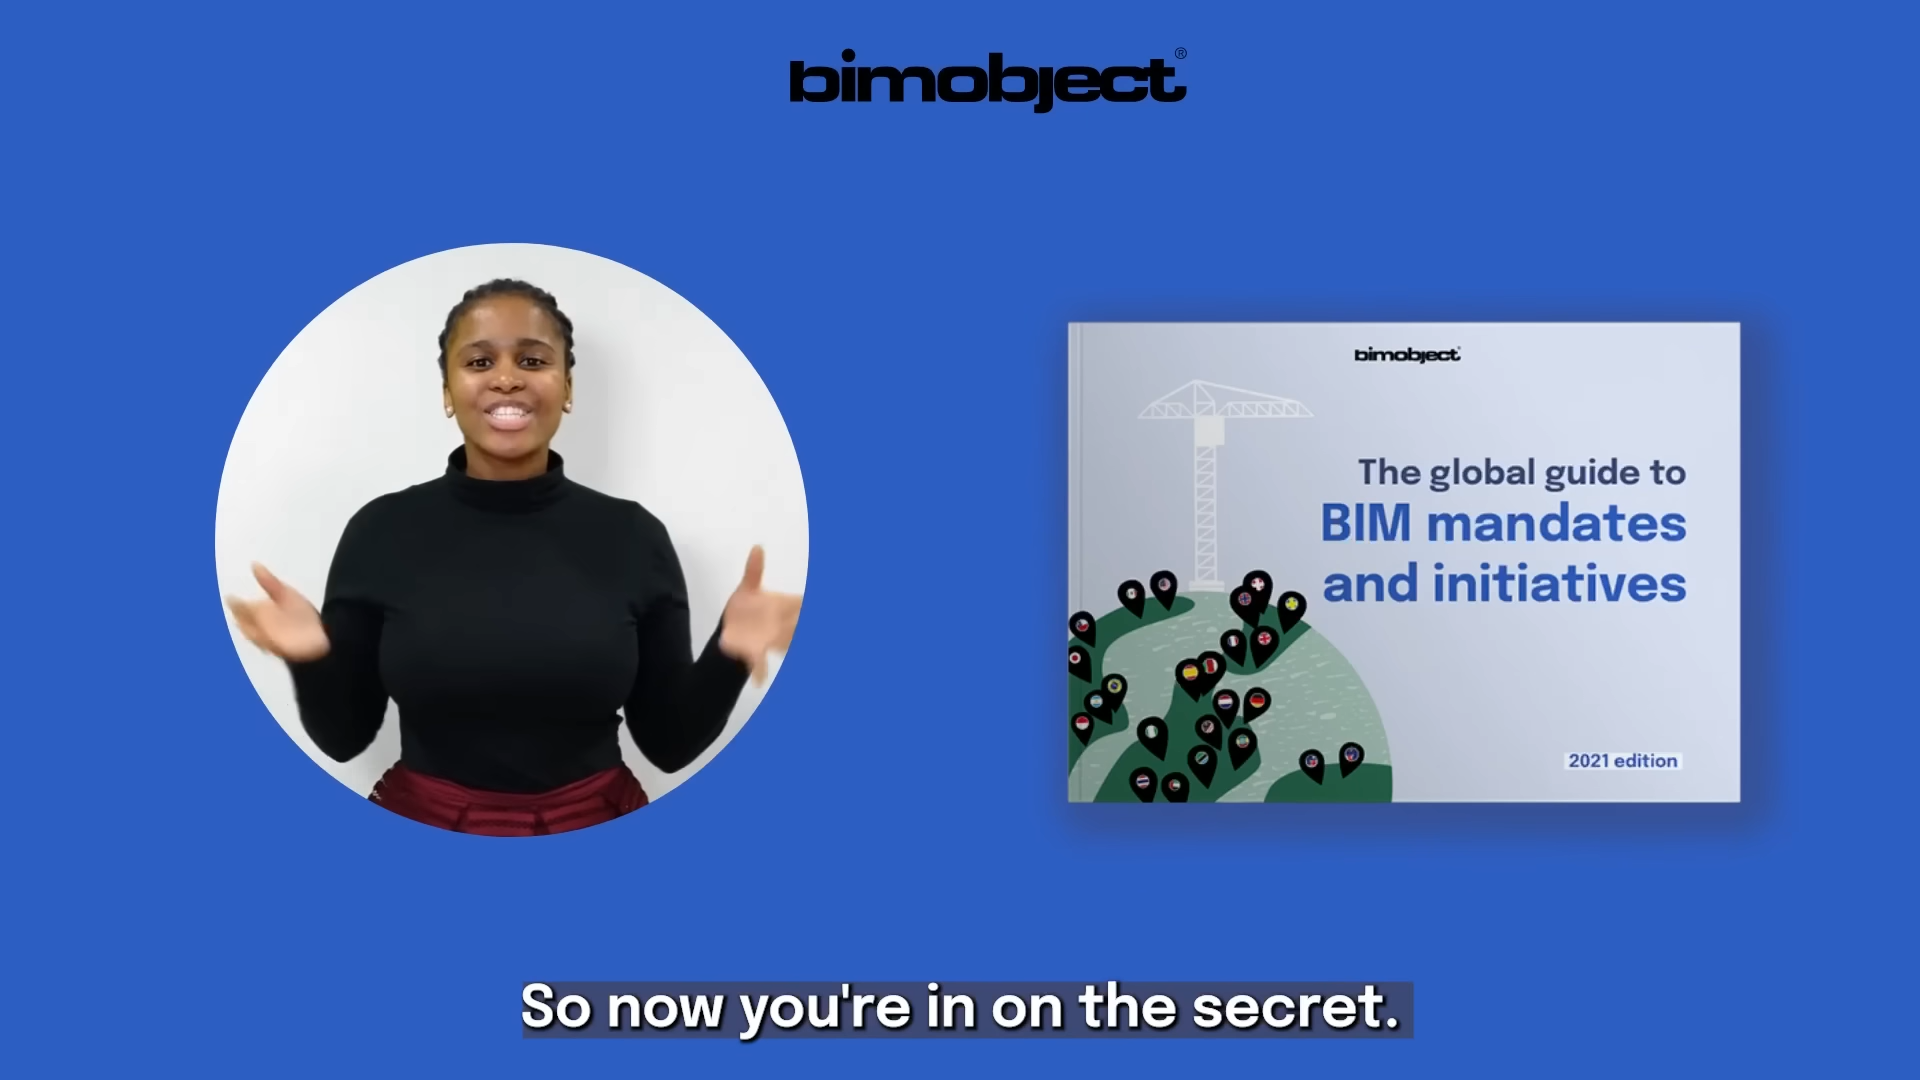 bimobject®
bimobject®
The global guide to
BIM mandates
and initiatives
2021 edition
So now you're in on the secret.